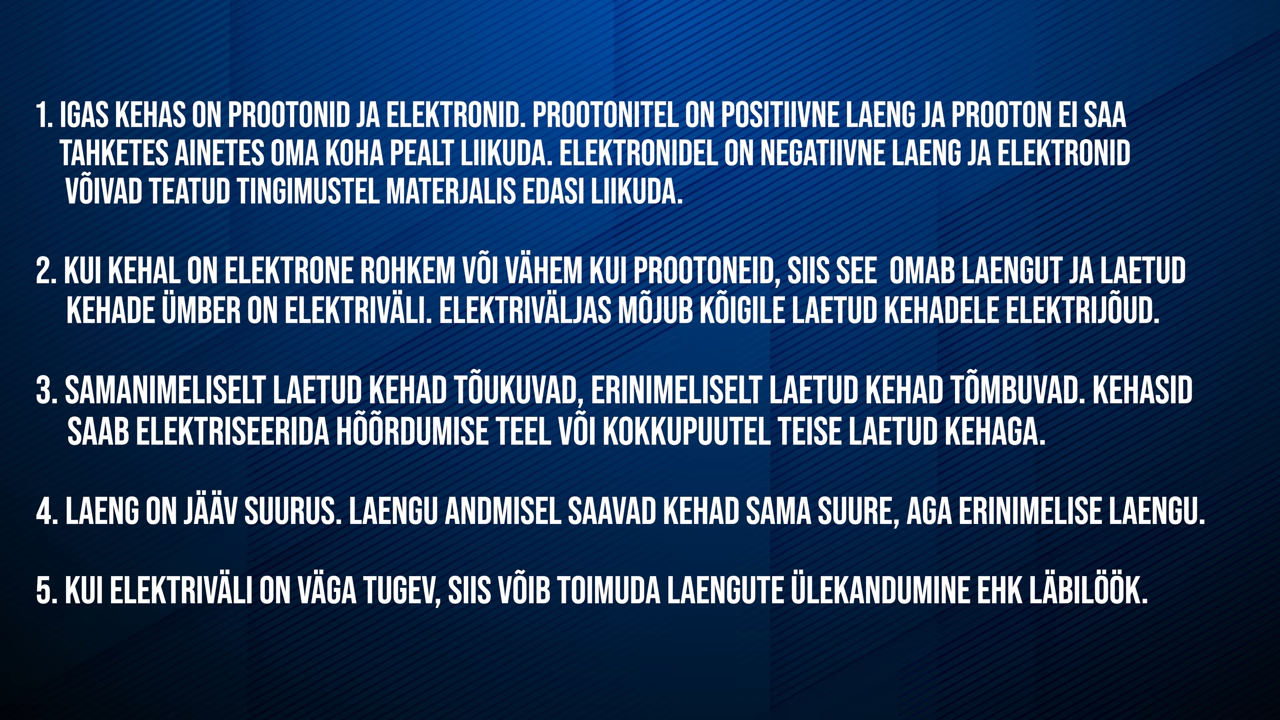 1. IGAS KEHAS ON PROOTONID JA ELEKTRONID. PROOTONITEL ON POSITIIVNE LAENG JA PROOTON EI SAA
TAHKETES AINETES OMA KOHA PEALT LIIKUDA. ELEKTRONIDEL ON NEGATIIVNE LAENG JA ELEKTRONID
VÕIVAD TEATUD TINGIMUSTEL MATERJALIS EDASI LIIKUDA.
2. KUI KEHAL ON ELEKTRONE ROHKEM VÕI VÄHEM KUI PROOTONEID, SIIS SEE OMAB LAENGUT JA LAETUD
KEHADE ÜMBER ON ELEKTRIVÄLI. ELEKTRIVÄLJAS MÕJUB KÕIGILE LAETUD KEHADELE ELEKTRIJÕUD.
3. SAMANIMELISELT LAETUD KEHAD TÕUKUVAD, ERINIMELISELT LAETUD KEHAD TÕMBUVAD. KEHASID
SAAB ELEKTRISEERIDA HÕÕRDUMISE TEEL VÕI KOKKUPUUTEL TEISE LAETUD KEHAGA.
4. LAENG ON JÄÄV SUURUS. LAENGU ANDMISEL SAAVAD KEHAD SAMA SUURE, AGA ERINIMELISE LAENGU.
5. KUI ELEKTRIVÄLI ON VÄGA TUGEV, SIIS VÕIB TOIMUDA LAENGUTE ÜLEKANDUMINE EHK LÄBILÖÖK.